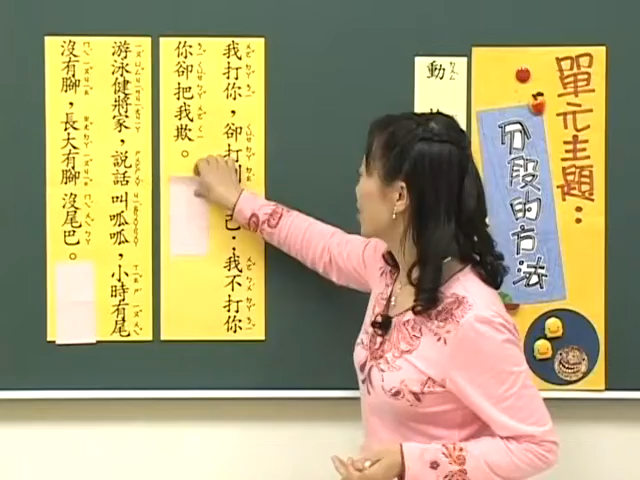 單元主題：
分段的方法
動
我打你，卻打 己：我不打你
你卻把我欺。
游泳健將家，說話叫呱呱，小時有尾
沒有腳，長大有腳沒尾巴。